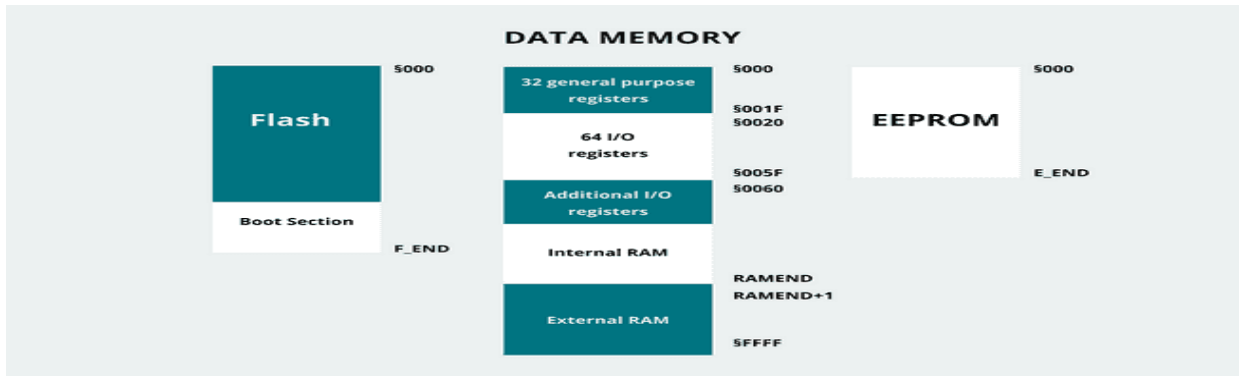 DATA MEMORY
Flash
Boot Section
$000
F_END
32 general purpose
registers
64 I/O
registers
Additional I/O
registers
Internal RAM
External RAM
$000
$001F
$0020
$005F
$0060
RAMEND
RAMEND+1
$FFFF
EEPROM
$000
E_END